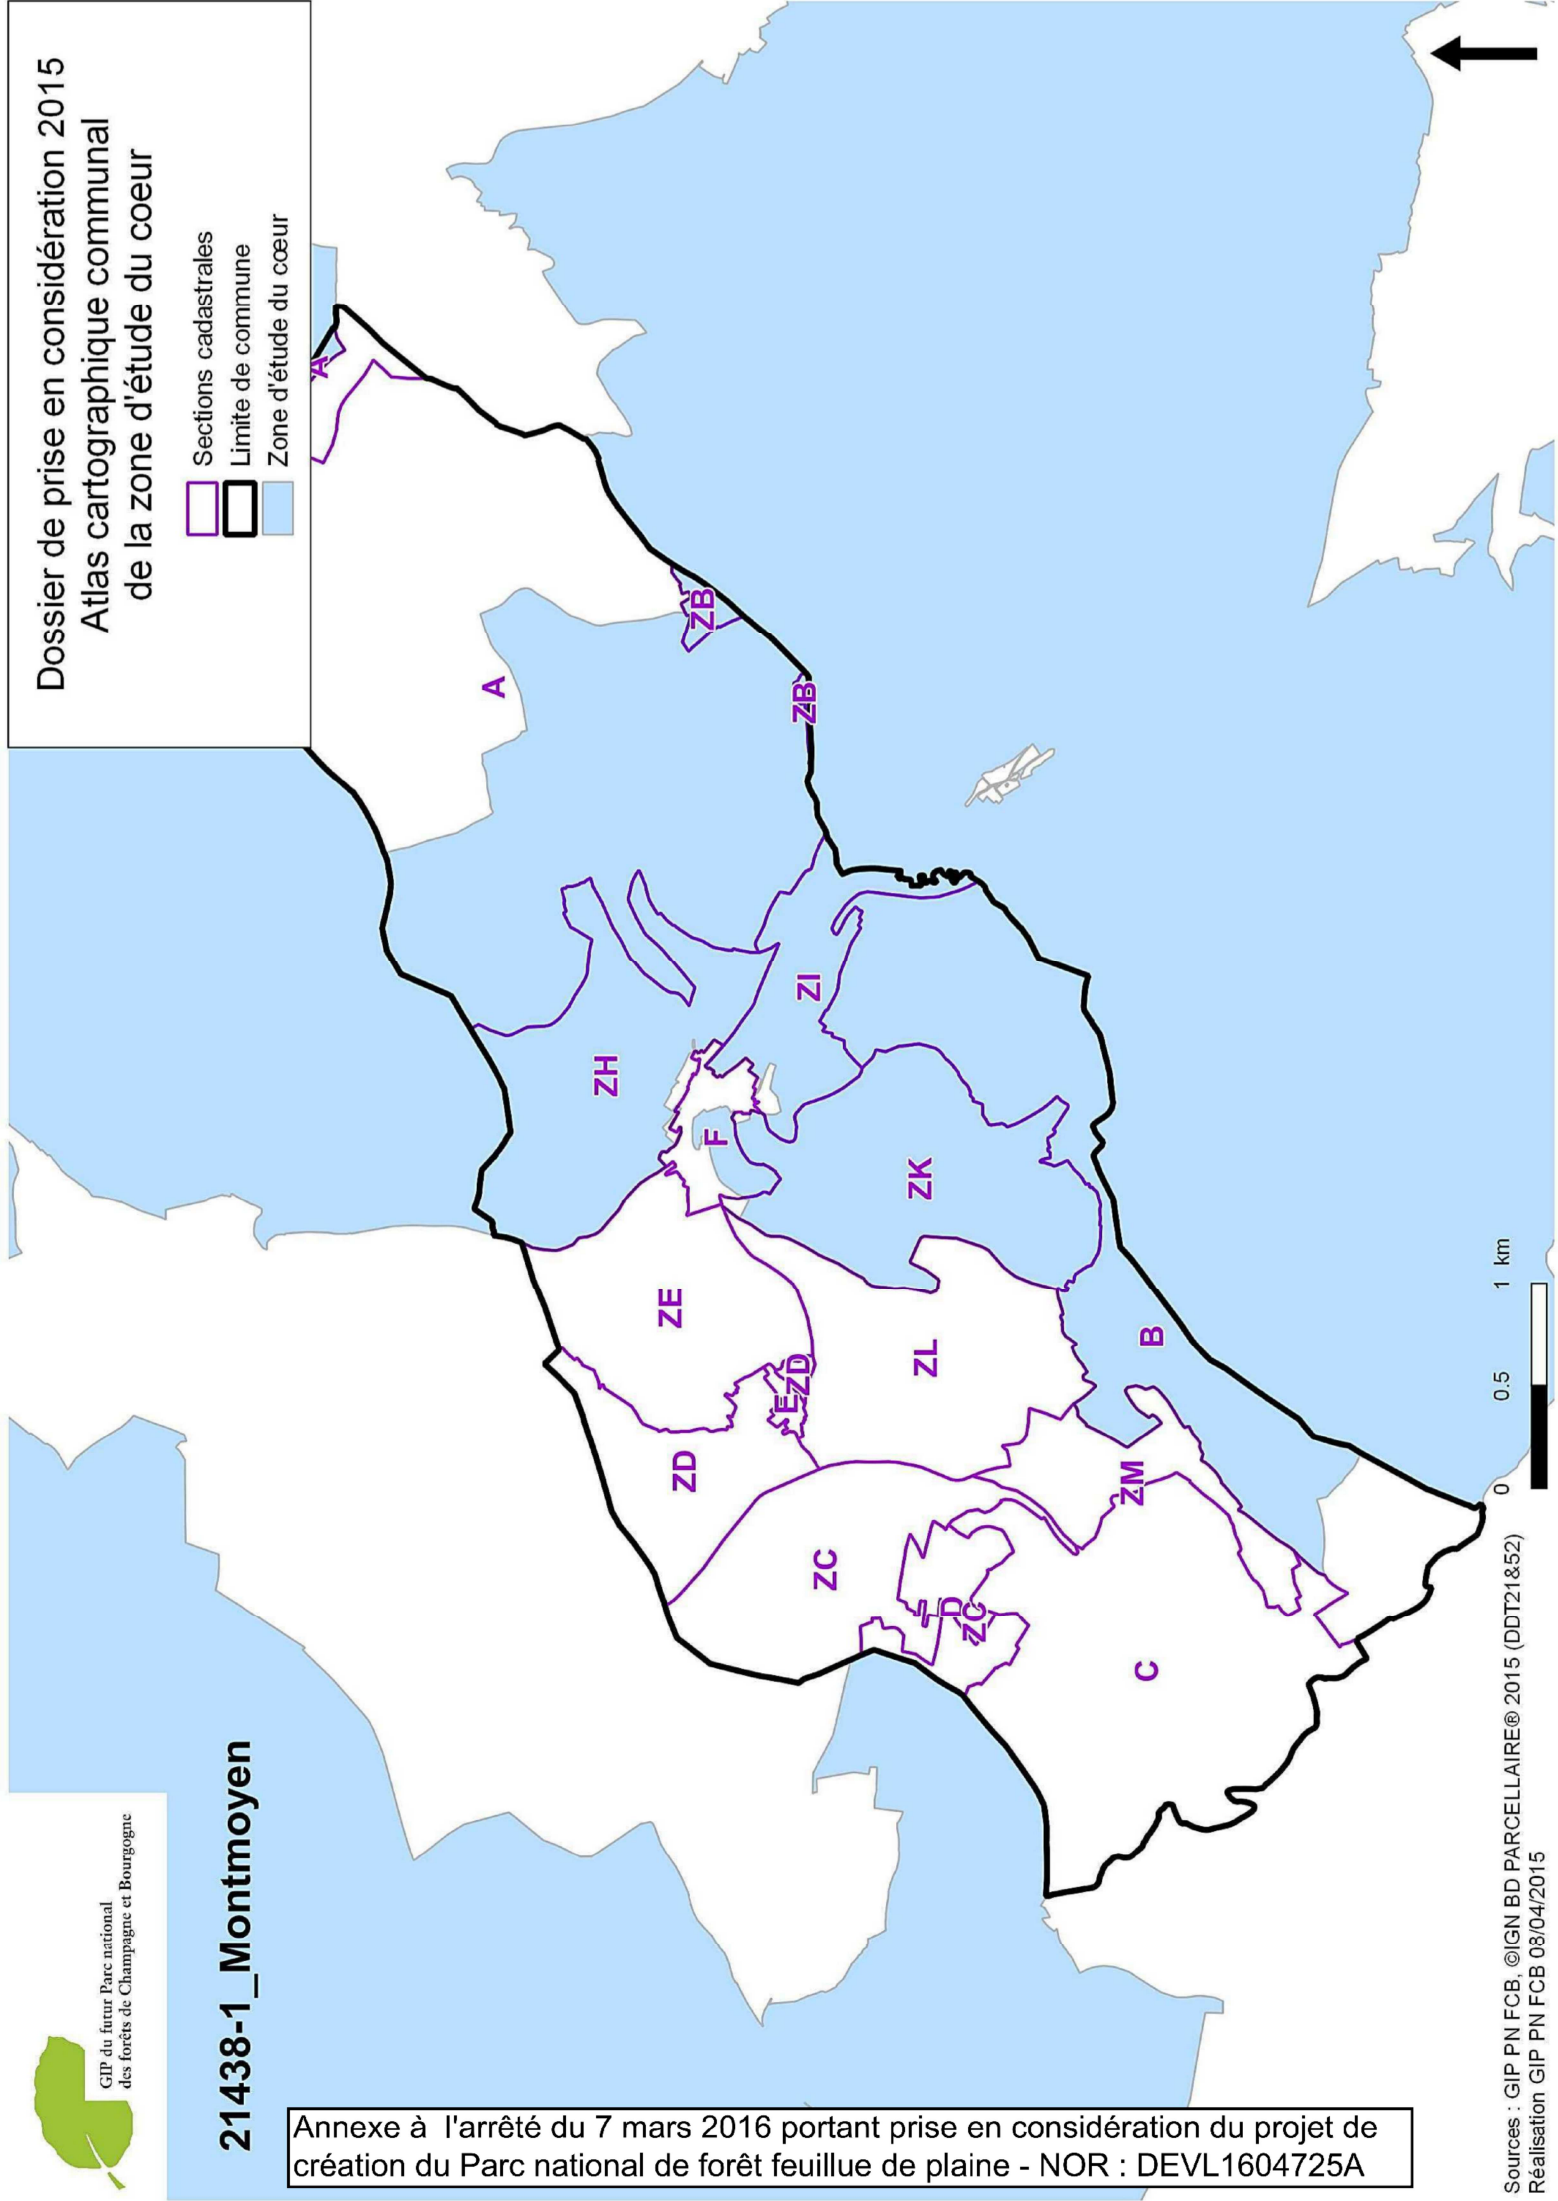 GIP du futur Parc national
des forêts de Champagne et Bourgogne
21438-1_Montmoyen
Dossier de prise en considération 2015
Atlas cartographique communal
de la zone d'étude du coeur
Sections cadastrales
Limite de commune
Zone d'étude du cœur
A
A
ZB
ZB
ZH
ZI
F
ZK
ZE
ZD
E
ZL
B
ZD
ZM
ZC
D
ZC
C
0 0.5 1 km
Sources : GIP PN FCB, ©IGN BD PARCELLAIRE® 2015 (DDT21&52)
Réalisation GIP PN FCB 08/04/2015
Annexe à l'arrêté du 7 mars 2016 portant prise en considération du projet de
création du Parc national de forêt feuillue de plaine - NOR : DEVL1604725A